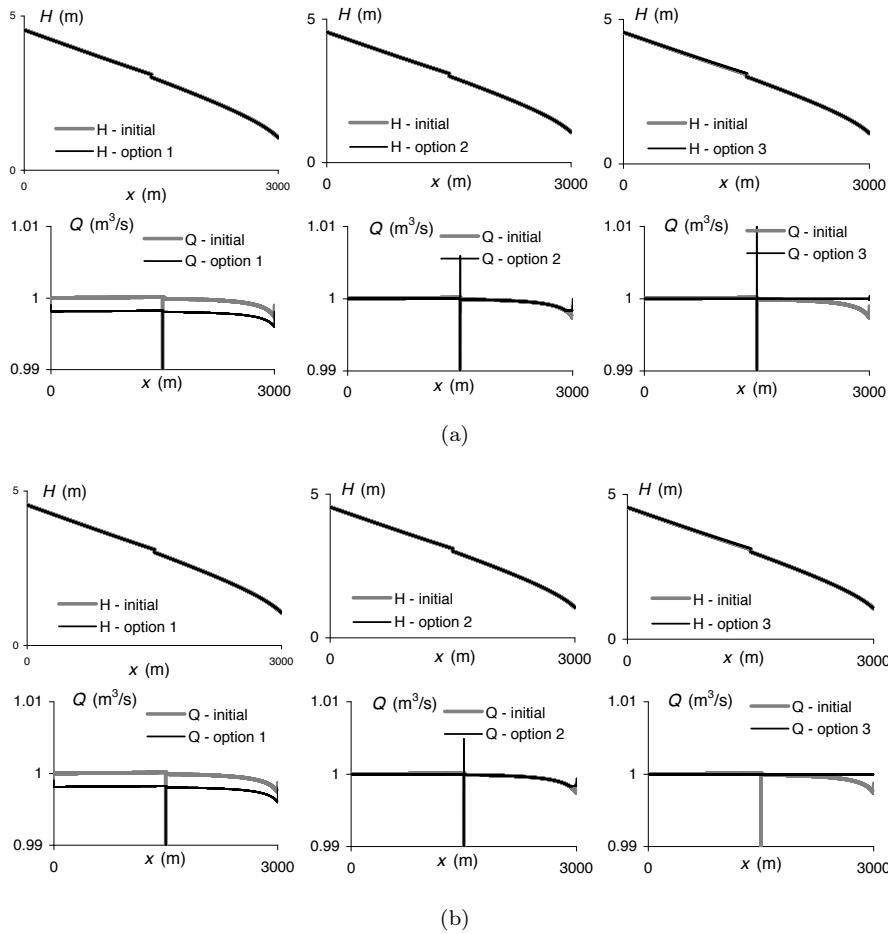 H (m)
5
H - initial
H - option 1
0
0
3000
x (m)
H (m)
5
H - initial
H - option 2
0
0
3000
x (m)
H (m)
5
H - initial
H - option 3
0
0
3000
x (m)
Q (m³/s)
1.01
Q - initial
Q - option 1
1
0.99
0
x (m)
3000
Q (m³/s)
1.01
Q - initial
Q - option 2
1
0.99
0
x (m)
3000
Q (m³/s)
1.01
Q - initial
Q - option 3
1
0.99
0
x (m)
3000
(a)
H (m)
5
H - initial
H - option 1
0
0
3000
x (m)
H (m)
5
H - initial
H - option 2
0
0
3000
x (m)
H (m)
5
H - initial
H - option 3
0
0
3000
x (m)
Q (m³/s)
1.01
Q - initial
Q - option 1
1
0.99
0
x (m)
3000
Q (m³/s)
1.01
Q - initial
Q - option 2
1
0.99
0
x (m)
3000
Q (m³/s)
1.01
Q - initial
Q - option 3
1
0.99
0
x (m)
3000
(b)